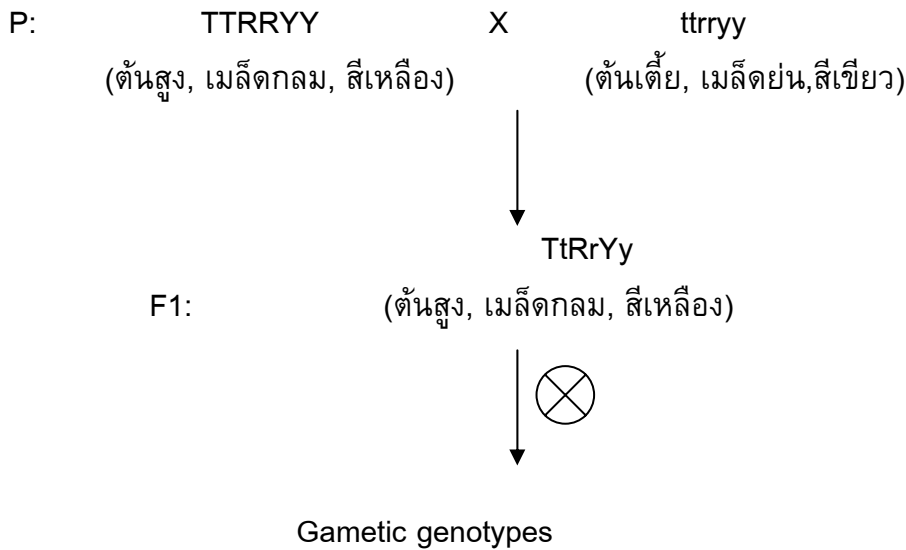 P: TTRRYY X ttrryy
(ต้นสูง, เมล็ดกลม, สีเหลือง) (ต้นเตี้ย, เมล็ดย่น,สีเขียว)
TtRrYy
F1: (ต้นสูง, เมล็ดกลม, สีเหลือง)
Gametic genotypes